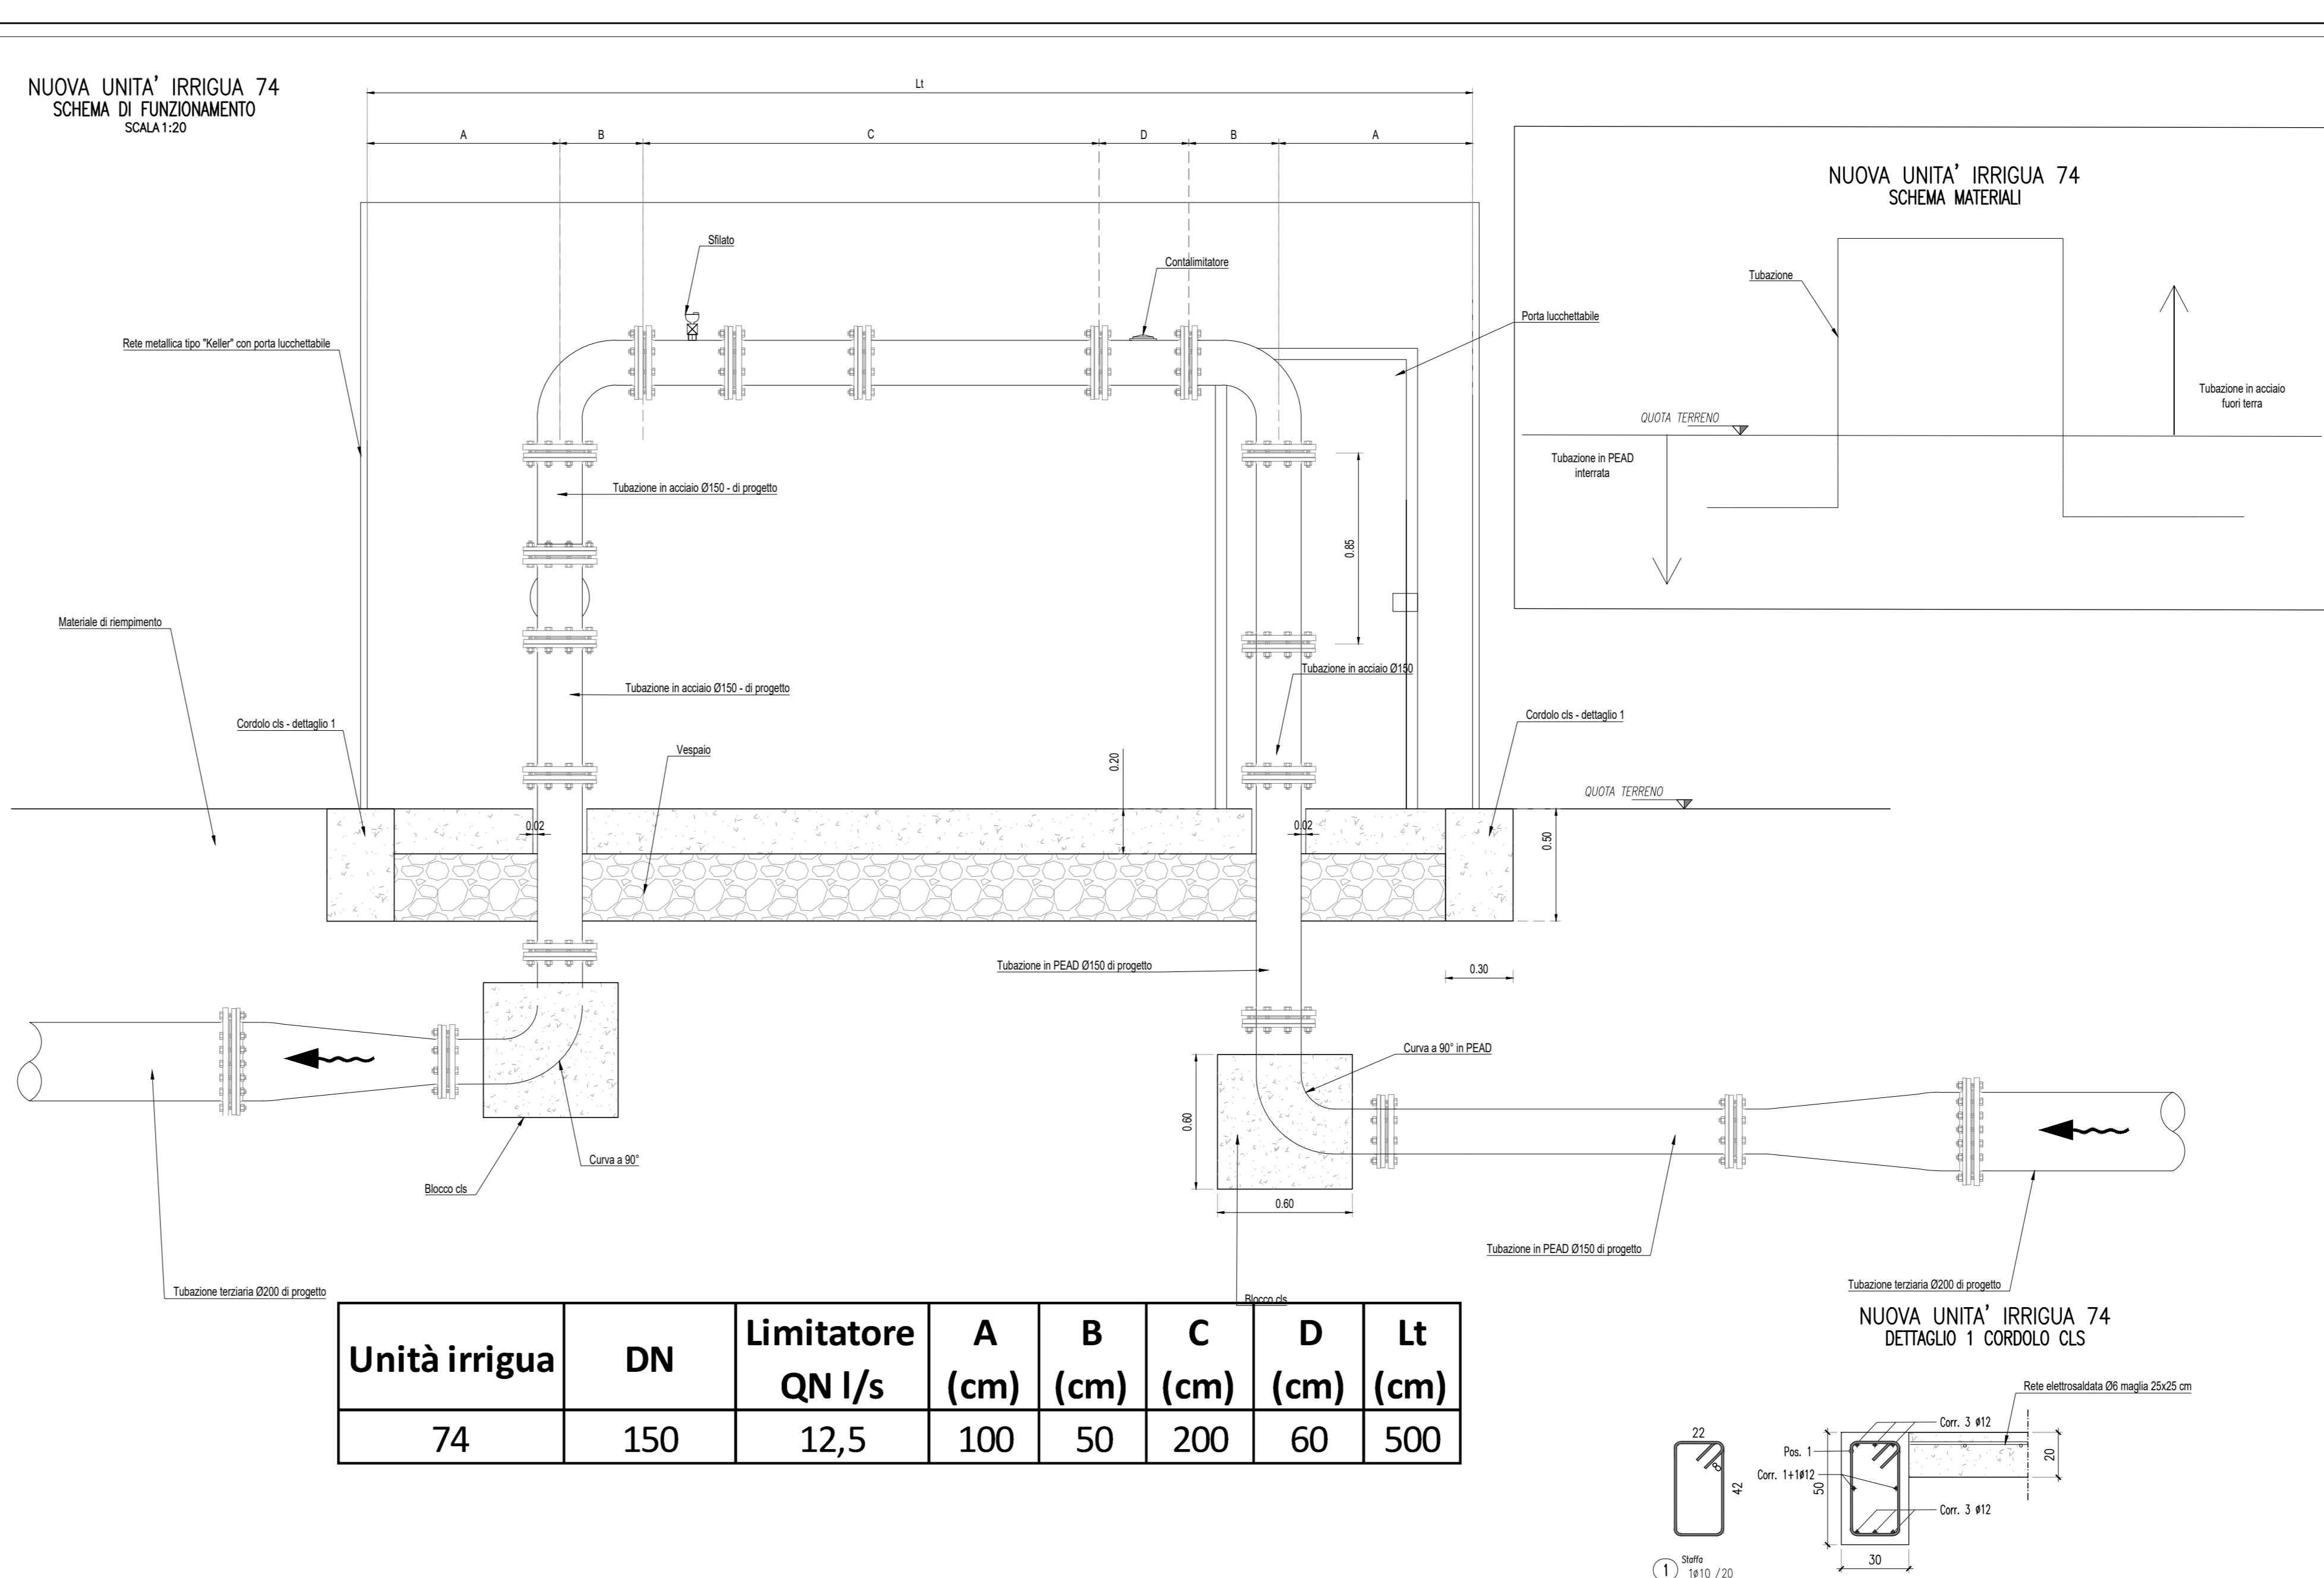 NUOVA UNITA' IRRIGUA 74
SCHEMA DI FUNZIONAMENTO
SCALA 1:20
Lt
A
B
C
D
B
A
NUOVA UNITA' IRRIGUA 74
SCHEMA MATERIALI
Tubazione
Tubazione in acciaio
fuori terra
QUOTA TERRENO
Tubazione in PEAD
interrata
Sfilato
Contalimitatore
Porta lucchettabile
Rete metallica tipo "Keller" con porta lucchettabile
Tubazione in acciaio Ø150 - di progetto
0.85
Materiale di riempimento
Tubazione in acciaio Ø150
Tubazione in acciaio Ø150 - di progetto
Cordolo cls - dettaglio 1
Cordolo cls - dettaglio 1
Vespaio
0.20
QUOTA TERRENO
0.02
0.02
0.50
Tubazione in PEAD Ø150 di progetto
0.30
Curva a 90° in PEAD
0.60
Curva a 90°
Blocco cls
0.60
Tubazione in PEAD Ø150 di progetto
Tubazione terziaria Ø200 di progetto
Tubazione terziaria Ø200 di progetto
Blocco cls
Unità irrigua DN Limitatore QN l/s A (cm) B (cm) C (cm) D (cm) Lt (cm)
74 150 12,5 100 50 200 60 500
NUOVA UNITA' IRRIGUA 74
DETTAGLIO 1 CORDOLO CLS
Rete elettrosaldata Ø6 maglia 25x25 cm
Corr. 3 ø12
22
Pos. 1
20
Corr. 1+1ø12
42
50
Corr. 3 ø12
30
1
Staffa
1ø10 /20